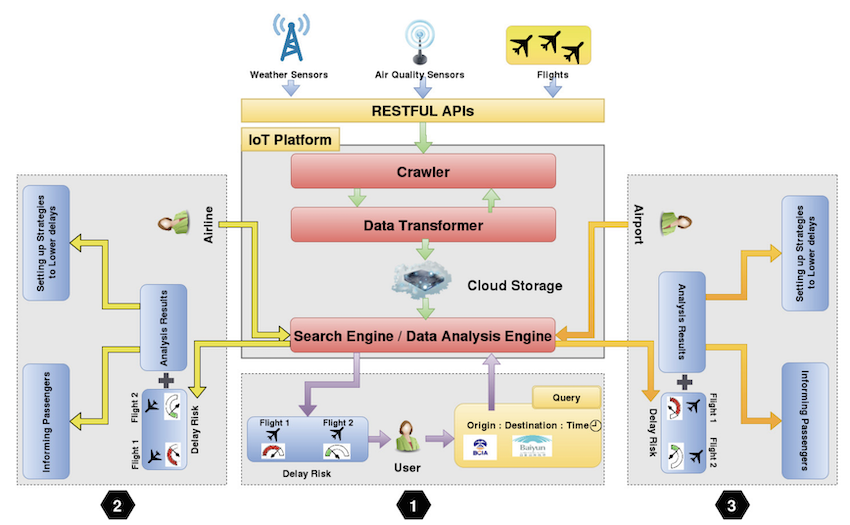 Weather Sensors
Air Quality Sensors
Flights
RESTFUL APIs
IoT Platform
Crawler
Data Transformer
Cloud Storage
Search Engine / Data Analysis Engine
Airline
Setting up Strategies
to Lower delays
Analysis Results
Informing Passengers
Flight 2
Flight 1
Delay Risk
Airport
Setting up Strategies
to Lower delays
Analysis Results
Informing Passengers
Flight 1
Flight 2
Delay Risk
Flight 1
Flight 2
Delay Risk
User
Query
Origin : Destination : Time
BCIA
Baiyun
2
1
3